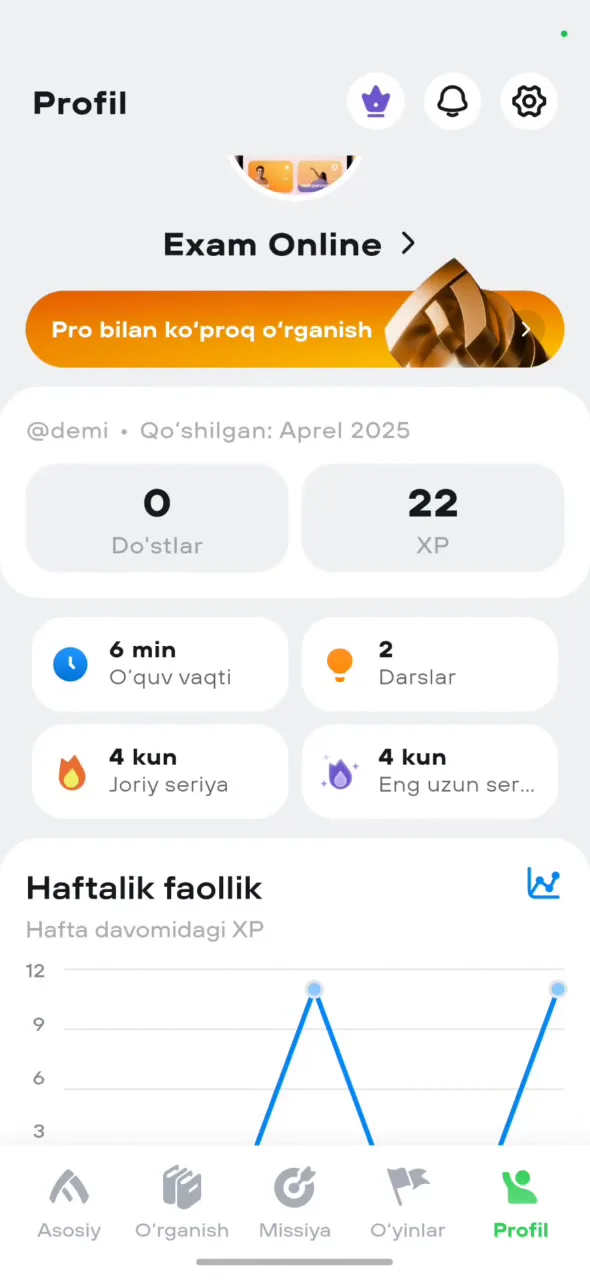 Profil
Exam Online
Pro bilan ko‘proq o‘rganish
@demi • Qo‘shilgan: Aprel 2025
0
Do'stlar
22
XP
6 min
O‘quv vaqti
2
Darslar
4 kun
Joriy seriya
4 kun
Eng uzun ser...
Haftalik faollik
Hafta davomidagi XP
12
9
6
3
Asosiy
O‘rganish
Missiya
O‘yinlar
Profil